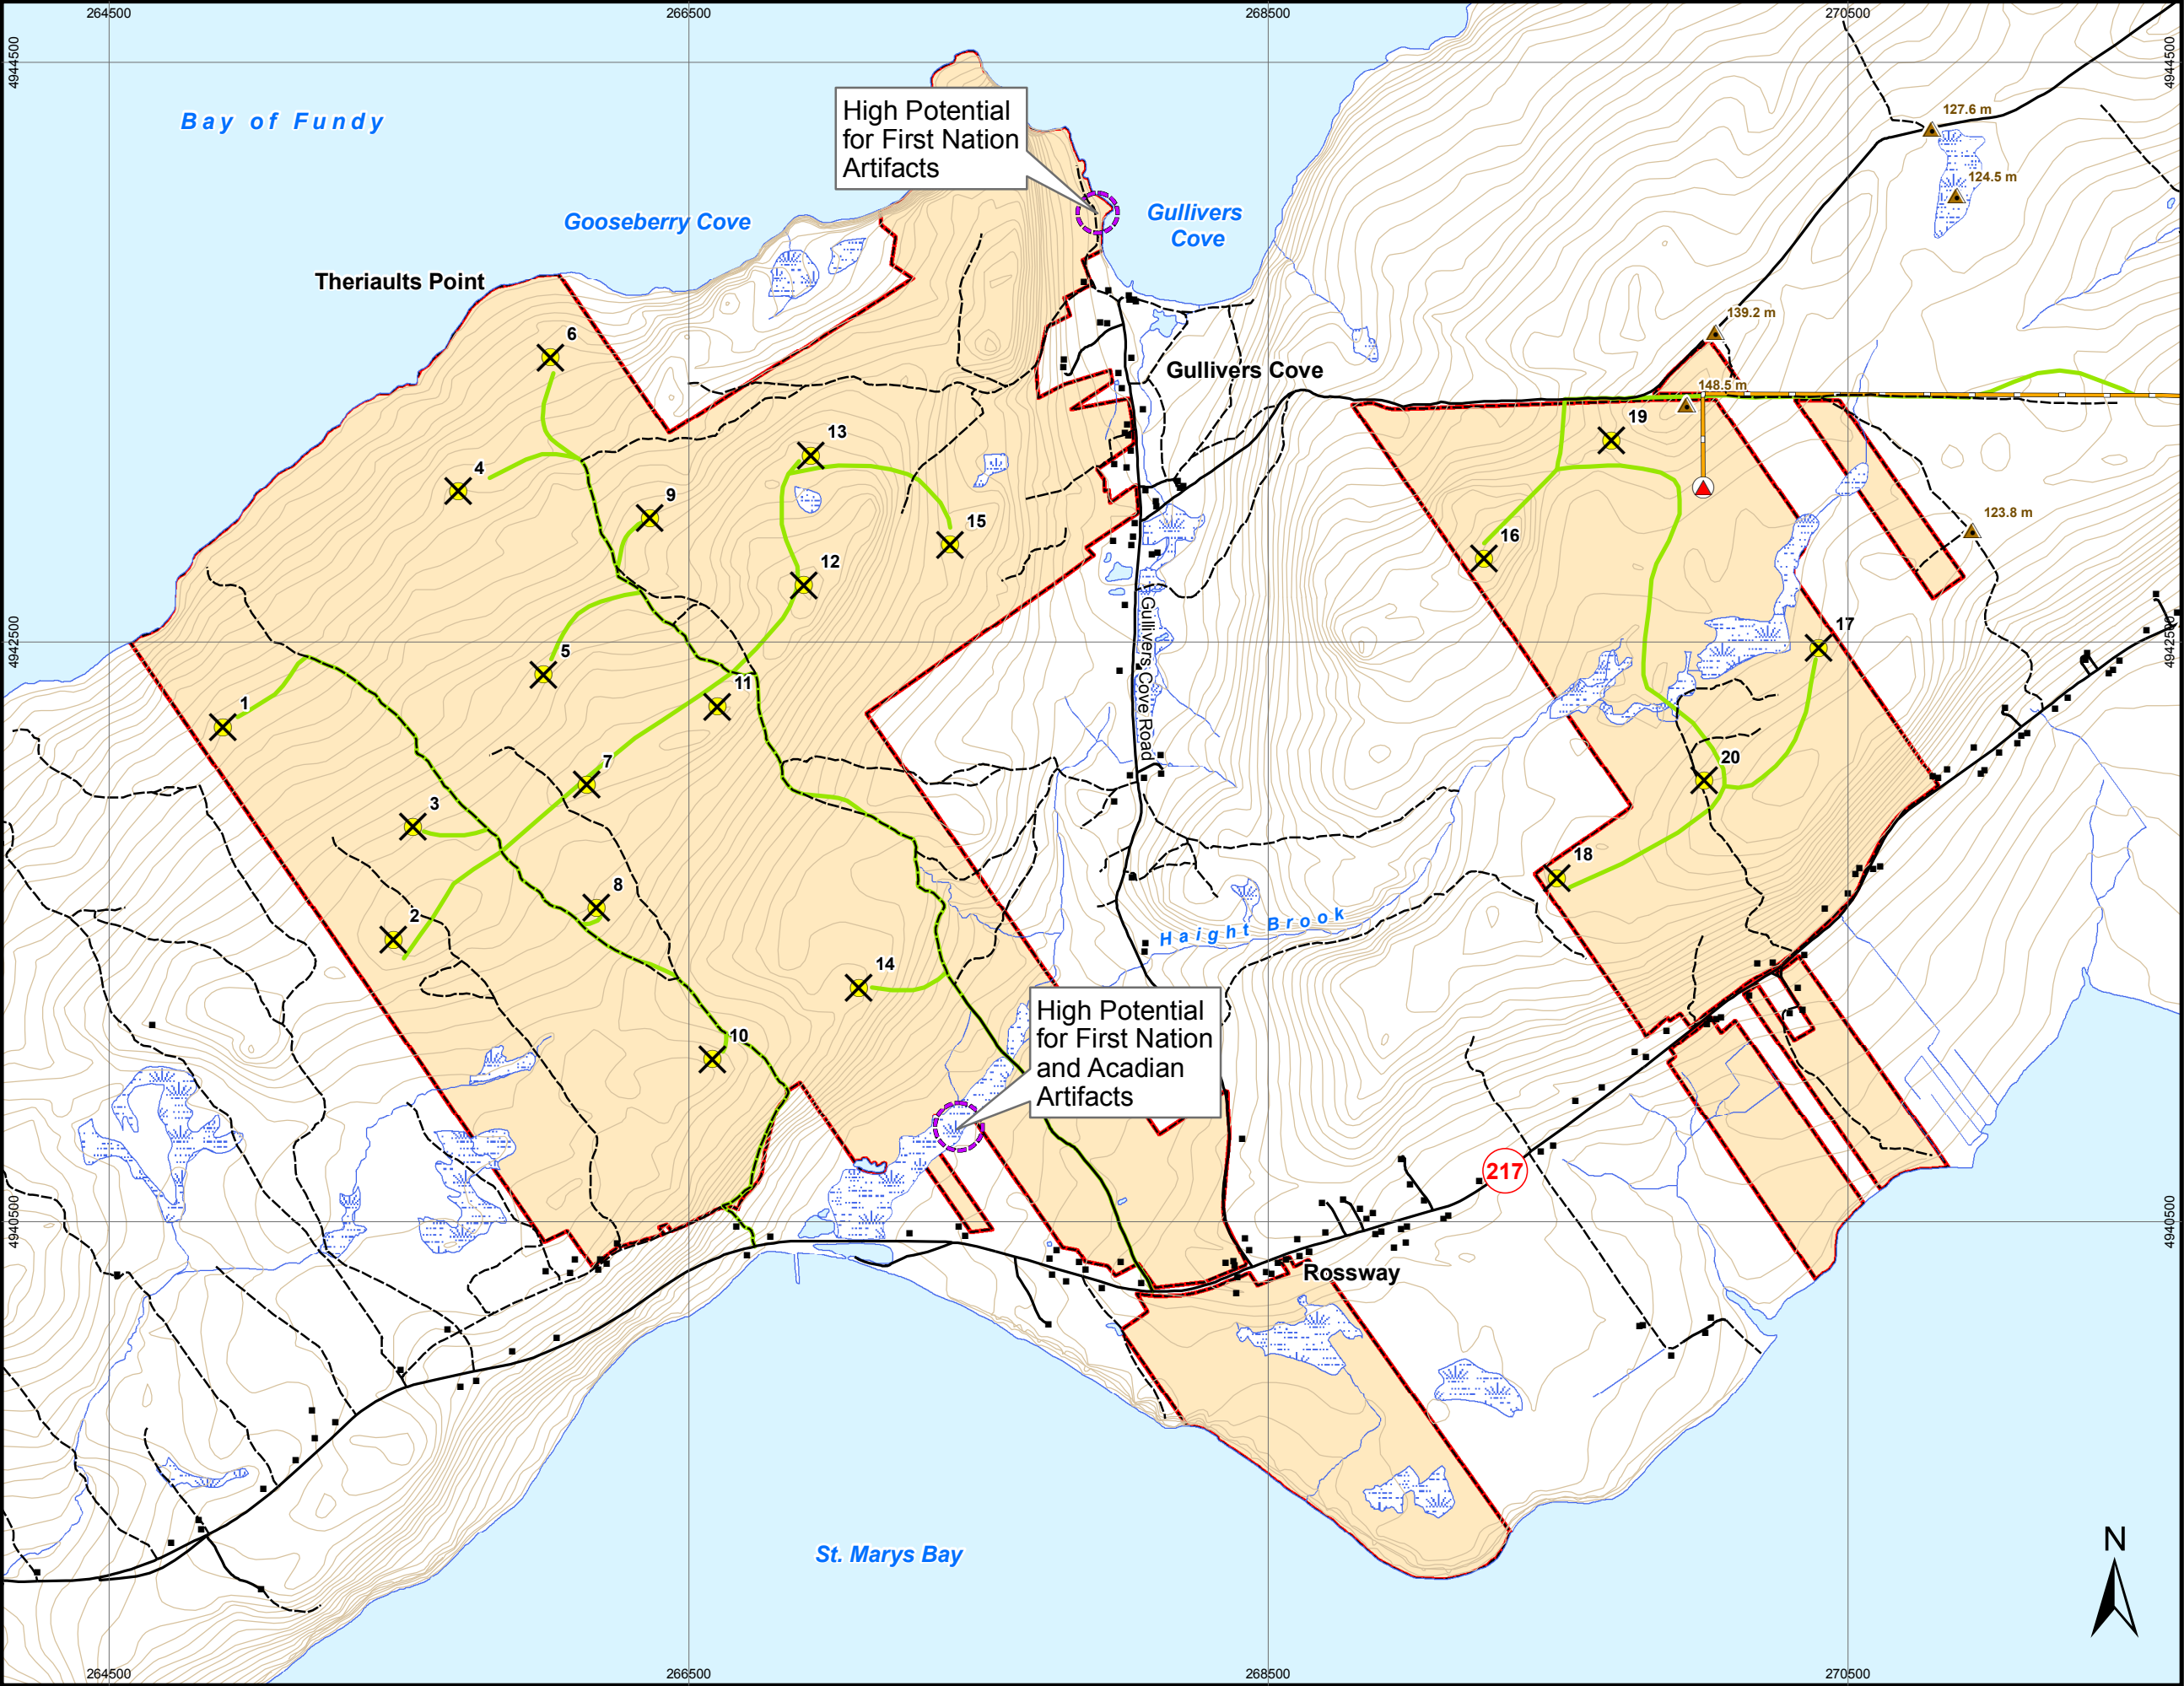 264500
266500
268500
270500
4944500
4944500
Bay of Fundy
High Potential
for First Nation
Artifacts
127.6 m
124.5 m
Gooseberry Cove
Gullivers
Cove
Theriaults Point
139.2 m
6
Gullivers Cove
148.5 m
19
13
4
9
15
123.8 m
16
12
Gullivers Cove Road
4942500
4942500
17
5
11
1
7
20
3
18
8
2
Haight Brook
14
High Potential
for First Nation
and Acadian
Artifacts
10
217
4940500
4940500
Rossway
St. Marys Bay
N
264500
266500
268500
270500